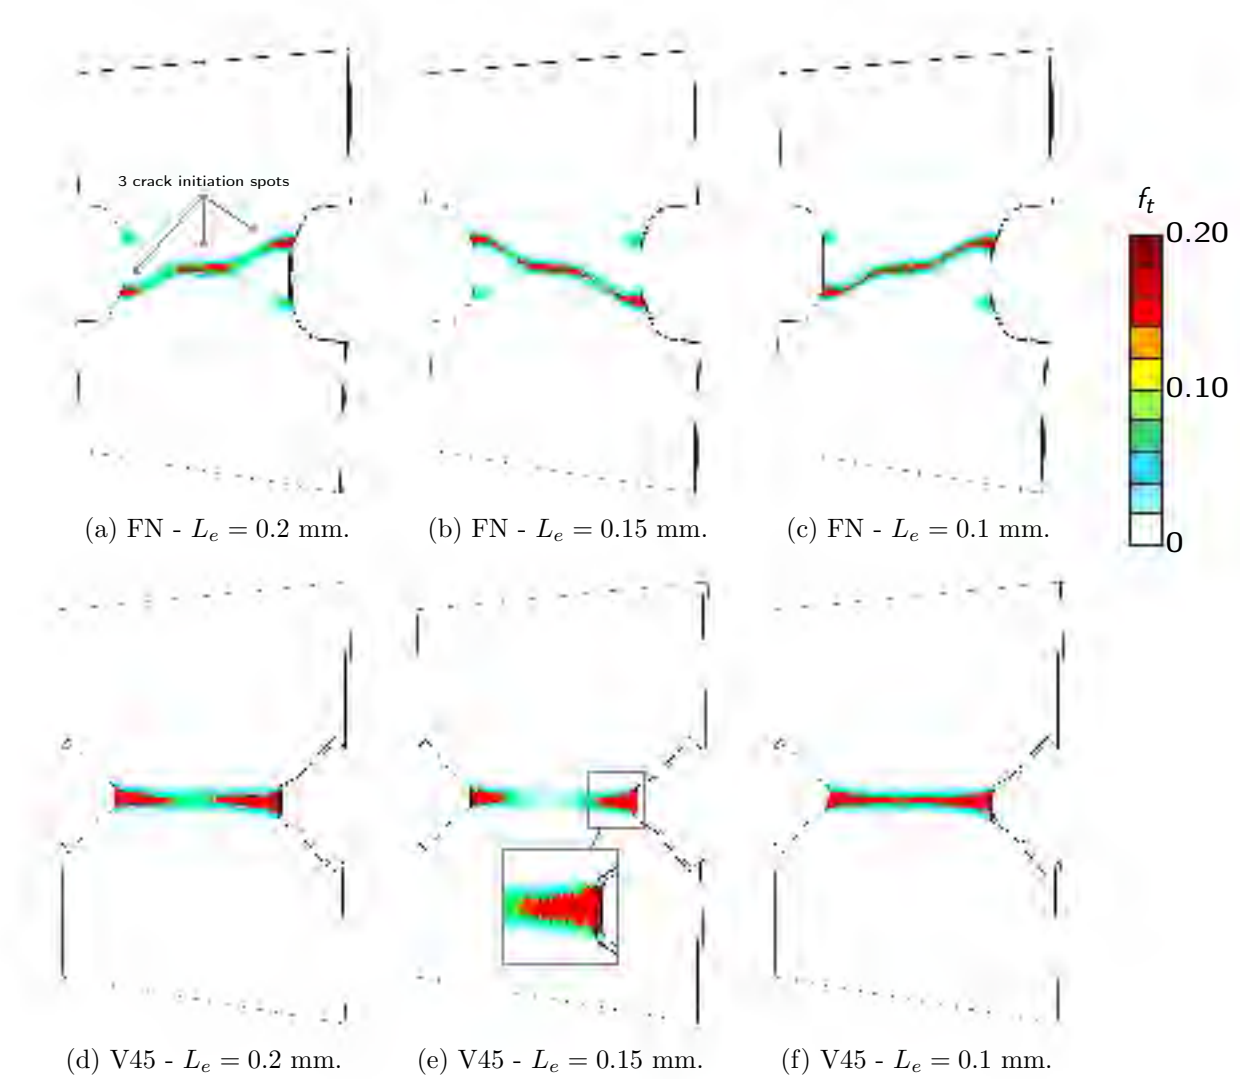 3 crack initiation spots
f_t
0.20
0.10
0
(a) FN - L_e = 0.2 mm.
(b) FN - L_e = 0.15 mm.
(c) FN - L_e = 0.1 mm.
(d) V45 - L_e = 0.2 mm.
(e) V45 - L_e = 0.15 mm.
(f) V45 - L_e = 0.1 mm.